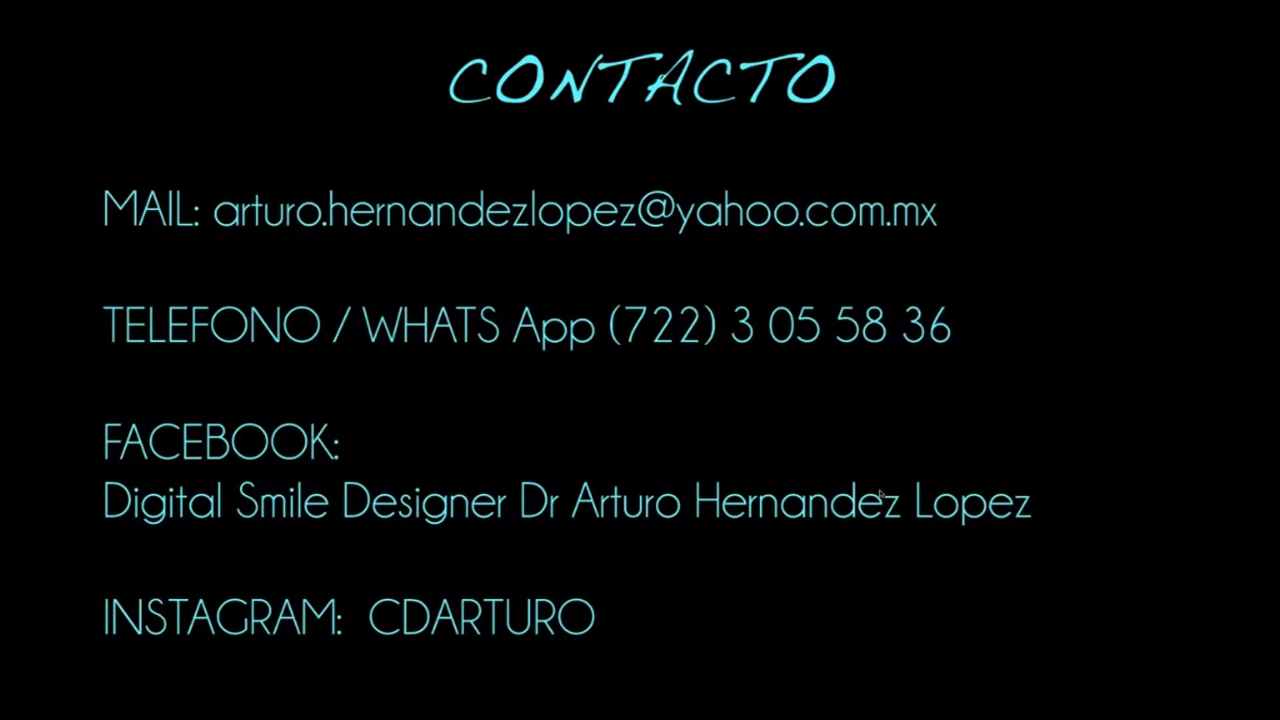 CONTACTO
MAIL: arturo.hernandezlopez@yahoo.com.mx
TELEFONO / WHATS App (722) 3 05 58 36
FACEBOOK:
Digital Smile Designer Dr Arturo Hernandez Lopez
INSTAGRAM: CDARTURO